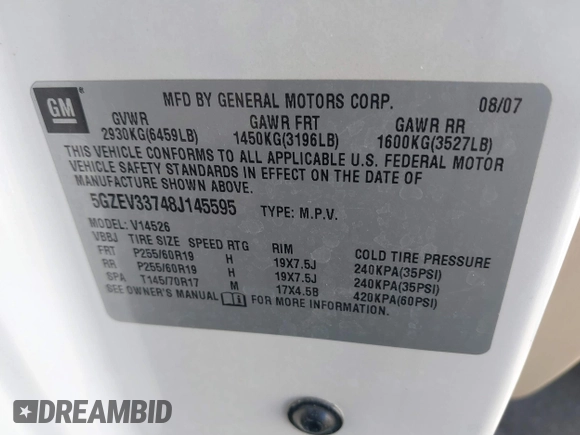 MFD BY GENERAL MOTORS CORP. 08/07
GM ®
GVWR GAWR FRT GAWR RR
2930KG(6459LB) 1450KG(3196LB) 1600KG(3527LB)
THIS VEHICLE CONFORMS TO ALL APPLICABLE U.S. FEDERAL MOTOR
VEHICLE SAFETY STANDARDS IN EFFECT ON THE DATE OF
MANUFACTURE SHOWN ABOVE.
5GZEV33748J145595 TYPE: M.P.V.
MODEL: V14526
VBBJ TIRE SIZE SPEED RTG RIM COLD TIRE PRESSURE
FRT P255/60R19 H 19X7.5J 240KPA(35PSI)
RR P255/60R19 H 19X7.5J 240KPA(35PSI)
SPA T145/70R17 M 17X4.5B 420KPA(60PSI)
SEE OWNER'S MANUAL FOR MORE INFORMATION.
DREAMBID